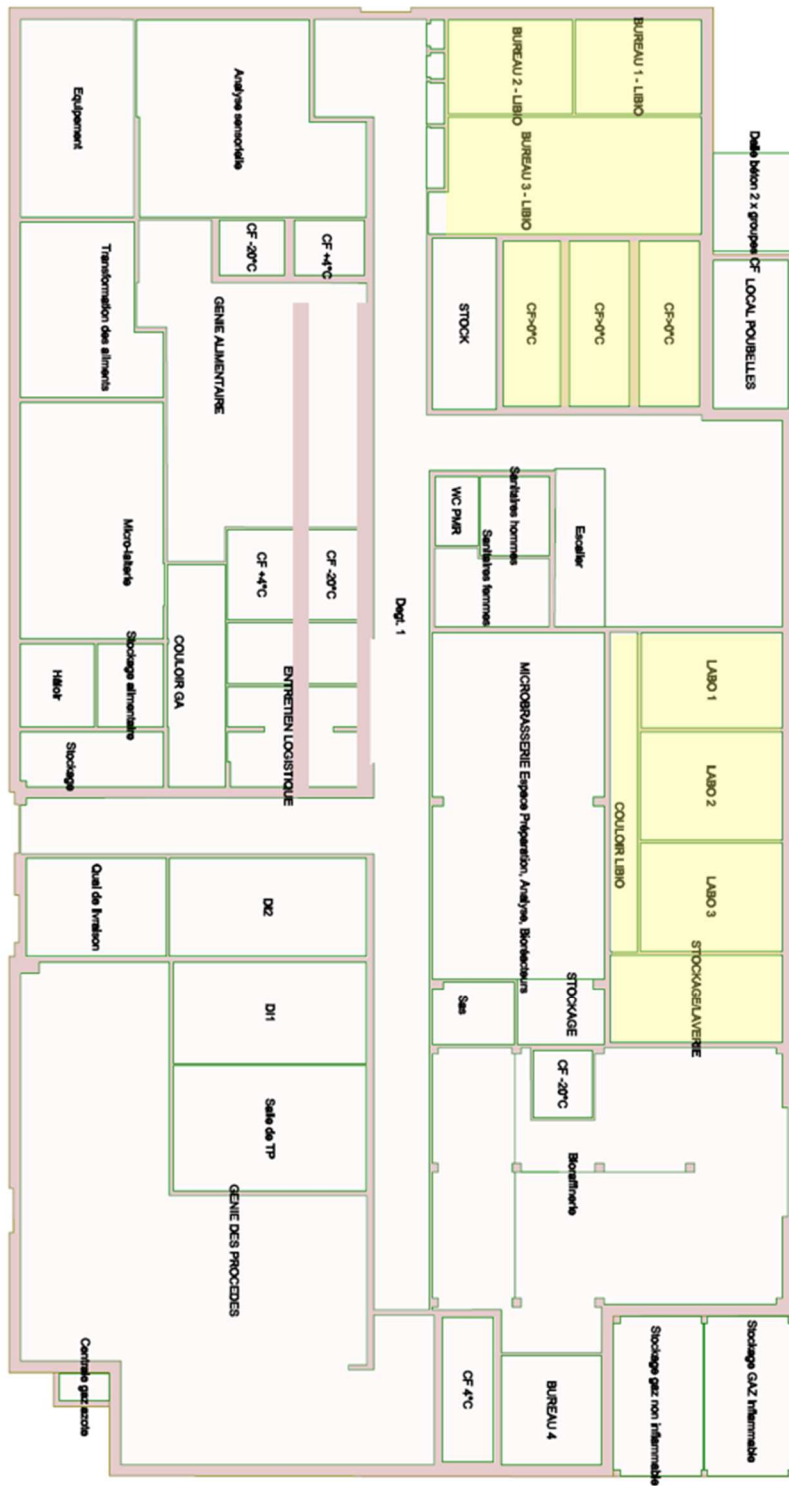 BUREAU 1 - LIBIO
BUREAU 2 - LIBIO
BUREAU 3 - LIBIO
Dalle béton 2 x groupes CF
LOCAL POUBELLES
CF>0°C
CF>0°C
CF>0°C
STOCK
Equipement
Analyse sensorielle
CF -20°C
CF +4°C
Transformation des aliments
GENIE ALIMENTAIRE
Micro-laiterie
CF +4°C
CF -20°C
Degt. 1
WC PMR
Sanitaires hommes
Sanitaires femmes
Escalier
COULOIR GA
Stockage alimentaire
Hâloir
Stockage
ENTRETIEN LOGISTIQUE
MICROBRASSERIE Espace Préparation, Analyse, Bioréacteurs
COULOIR LIBIO
LABO 1
LABO 2
LABO 3
STOCKAGE/LAVERIE
STOCKAGE
Sas
Quai de livraison
DI2
DI1
Salle de TP
GENIE DES PROCEDES
CF -20°C
Bioraffinerie
Centrale gaz azote
CF 4°C
BUREAU 4
Stockage gaz non inflammable
Stockage GAZ Inflammable